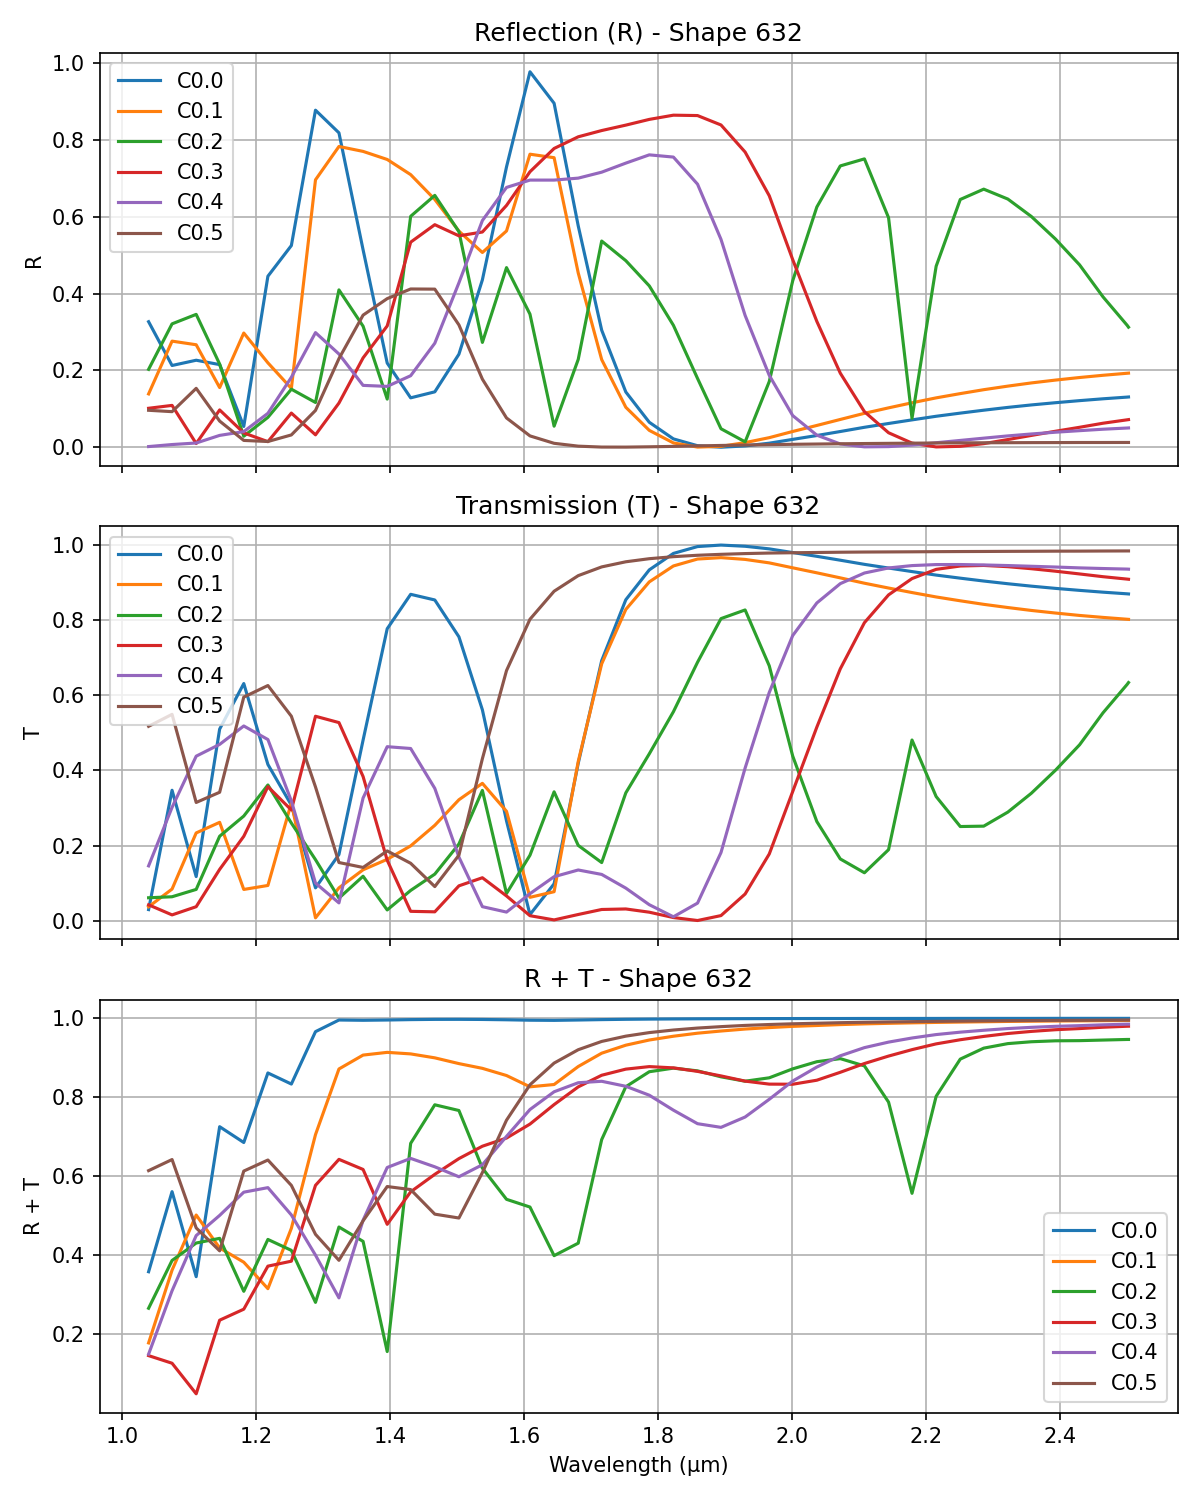 Reflection (R) - Shape 632
1.0
0.8
0.6
0.4
0.2
0.0
R
C0.0
C0.1
C0.2
C0.3
C0.4
C0.5
Transmission (T) - Shape 632
1.0
0.8
0.6
0.4
0.2
0.0
T
C0.0
C0.1
C0.2
C0.3
C0.4
C0.5
R + T - Shape 632
1.0
0.8
0.6
0.4
0.2
R + T
C0.0
C0.1
C0.2
C0.3
C0.4
C0.5
1.0 1.2 1.4 1.6 1.8 2.0 2.2 2.4
Wavelength (μm)